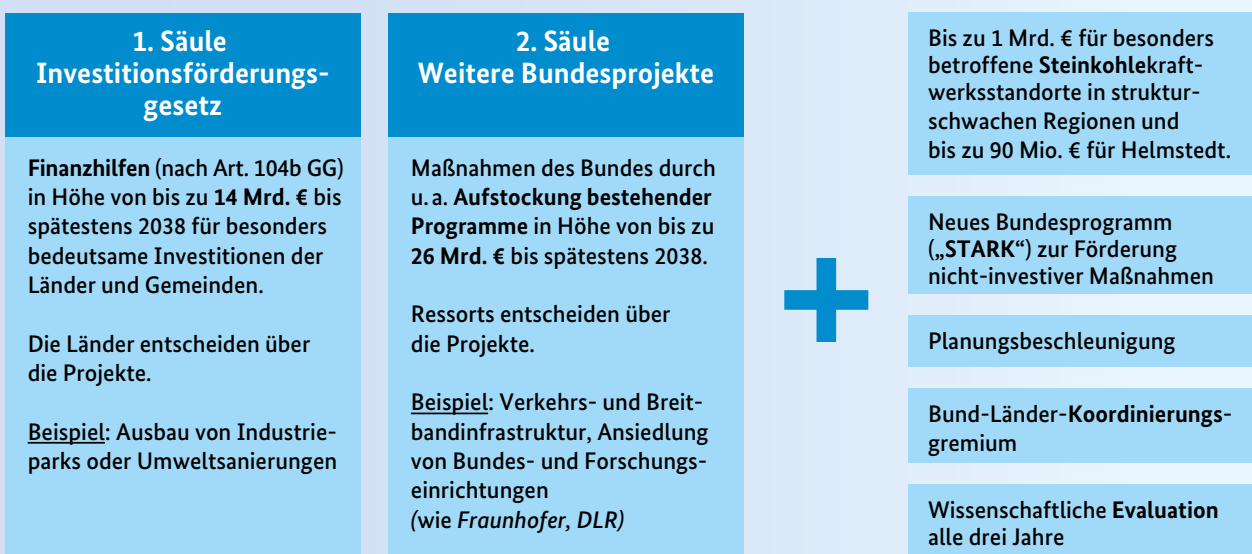 1. Säule
Investitionsförderungs-
gesetz
Finanzhilfen (nach Art. 104b GG)
in Höhe von bis zu 14 Mrd. € bis
spätestens 2038 für besonders
bedeutsame Investitionen der
Länder und Gemeinden.
Die Länder entscheiden über
die Projekte.
Beispiel: Ausbau von Industrie-
parks oder Umweltsanierungen
2. Säule
Weitere Bundesprojekte
Maßnahmen des Bundes durch
u. a. Aufstockung bestehender
Programme in Höhe von bis zu
26 Mrd. € bis spätestens 2038.
Ressorts entscheiden über
die Projekte.
Beispiel: Verkehrs- und Breit-
bandinfrastruktur, Ansiedlung
von Bundes- und Forschungs-
einrichtungen
(wie Fraunhofer, DLR)
+
Bis zu 1 Mrd. € für besonders
betroffene Steinkohlekraft-
werksstandorte in struktur-
schwachen Regionen und
bis zu 90 Mio. € für Helmstedt.
Neues Bundesprogramm
(„STARK“) zur Förderung
nicht-investiver Maßnahmen
Planungsbeschleunigung
Bund-Länder-Koordinierungs-
gremium
Wissenschaftliche Evaluation
alle drei Jahre